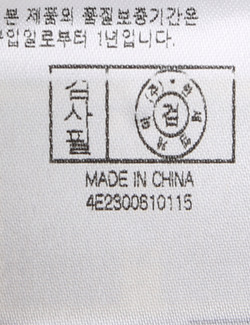 본 제품의 품질보증기간은
구입일로부터 1년입니다.
검사필
검
MADE IN CHINA
4E2300610115